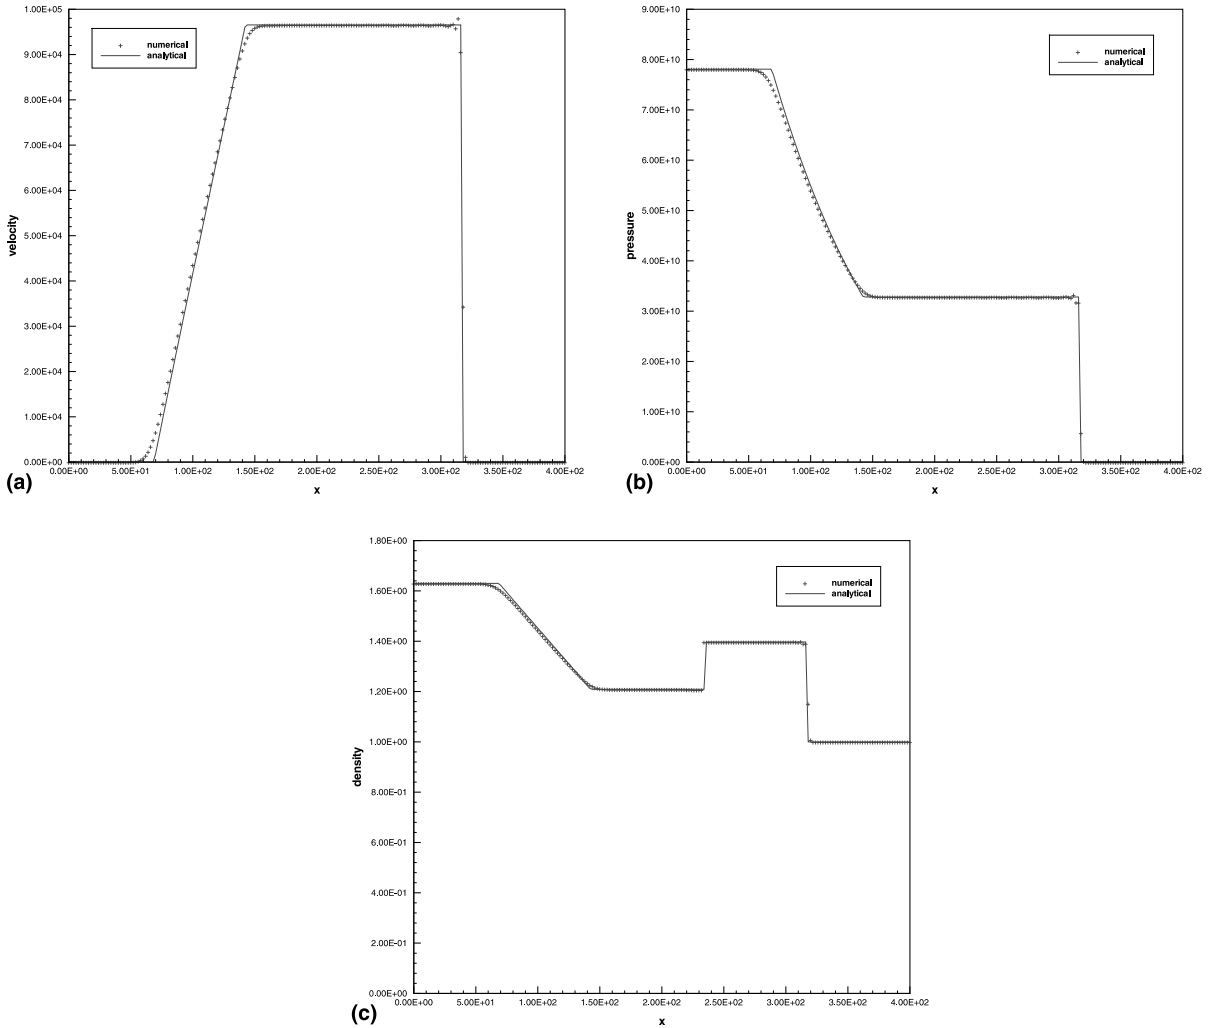 1.00E+05
9.00E+04
8.00E+04
7.00E+04
6.00E+04
5.00E+04
4.00E+04
3.00E+04
2.00E+04
1.00E+04
0.00E+00
velocity
numerical
analytical
0.00E+00 5.00E+01 1.00E+02 1.50E+02 2.00E+02 2.50E+02 3.00E+02 3.50E+02 4.00E+02
x
(a)
9.00E+10
8.00E+10
7.00E+10
6.00E+10
5.00E+10
4.00E+10
3.00E+10
2.00E+10
1.00E+10
0.00E+00
pressure
numerical
analytical
0.00E+00 5.00E+01 1.00E+02 1.50E+02 2.00E+02 2.50E+02 3.00E+02 3.50E+02 4.00E+02
x
(b)
1.80E+00
1.60E+00
1.40E+00
1.20E+00
1.00E+00
8.00E-01
6.00E-01
4.00E-01
2.00E-01
0.00E+00
density
numerical
analytical
0.00E+00 5.00E+01 1.00E+02 1.50E+02 2.00E+02 2.50E+02 3.00E+02 3.50E+02 4.00E+02
x
(c)